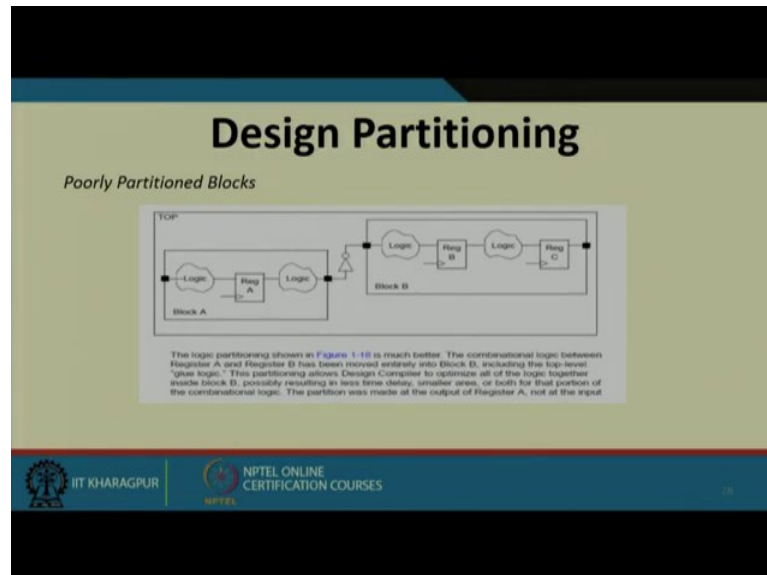 Design Partitioning
Poorly Partitioned Blocks
TOP
Logic
Reg
A
Logic
Block A
Logic
Reg
B
Logic
Reg
C
Block B
The logic partitioning shown in Figure 1-18 is much better. The combinational logic between
Register A and Register B has been moved entirely into Block B, including the top-level
"glue logic." This partitioning allows Design Compiler to optimize all of the logic together
inside block B, possibly resulting in less time delay, smaller area, or both for that portion of
the combinational logic. The partition was made at the output of Register A, not at the input
IIT KHARAGPUR
NPTEL
NPTEL ONLINE
CERTIFICATION COURSES
28